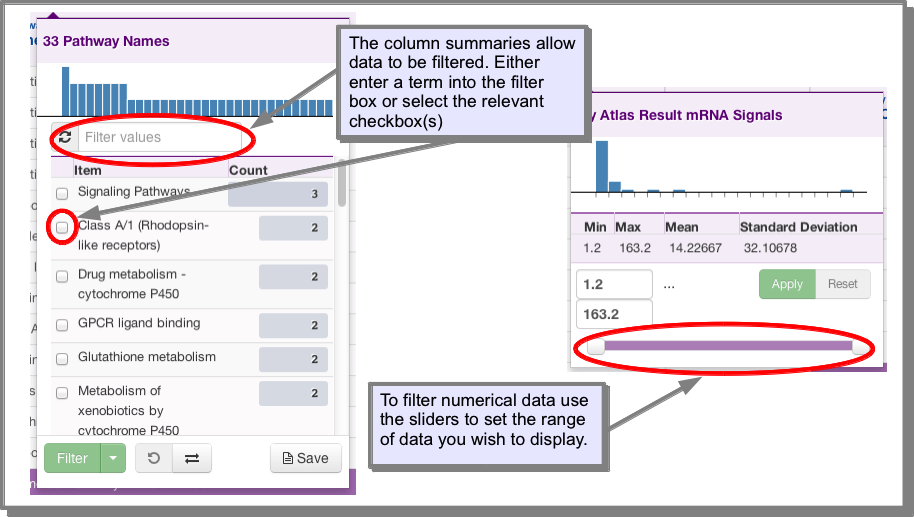 33 Pathway Names
Filter values
Item Count
Signaling Pathways 3
Class A/1 (Rhodopsin-
like receptors) 2
Drug metabolism -
cytochrome P450 2
GPCR ligand binding 2
Glutathione metabolism 2
Metabolism of
xenobiotics by
cytochrome P450 2
Filter
Save
The column summaries allow
data to be filtered. Either
enter a term into the filter
box or select the relevant
checkbox(s)
Atlas Result mRNA Signals
Min Max Mean Standard Deviation
1.2 163.2 14.22667 32.10678
1.2 ... Apply Reset
163.2
To filter numerical data use
the sliders to set the range
of data you wish to display.